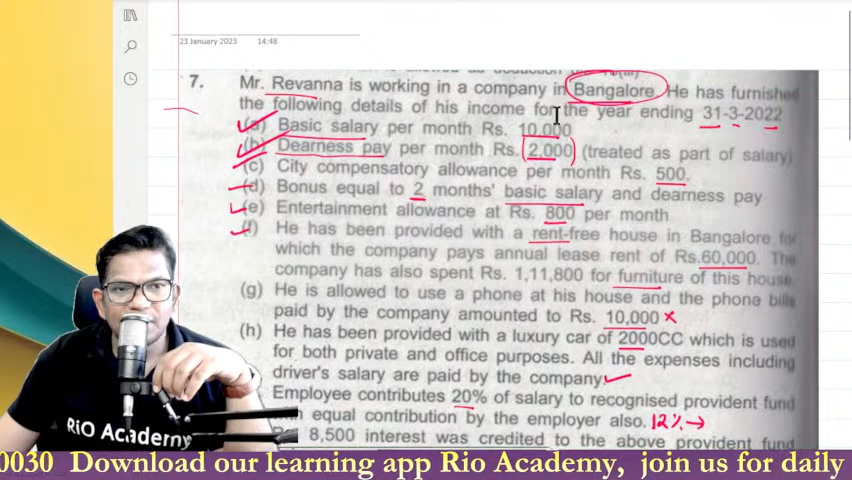 23 January 2023 14:48
7. Mr. Revanna is working in a company in Bangalore. He has furnished
the following details of his income for the year ending 31-3-2022
(a) Basic salary per month Rs. 10,000
(b) Dearness pay per month Rs. 2,000 (treated as part of salary)
(c) City compensatory allowance per month Rs. 500.
(d) Bonus equal to 2 months' basic salary and dearness pay
(e) Entertainment allowance at Rs. 800 per month
(f) He has been provided with a rent-free house in Bangalore for
which the company pays annual lease rent of Rs.60,000. The
company has also spent Rs. 1,11,800 for furniture of this house.
(g) He is allowed to use a phone at his house and the phone bills
paid by the company amounted to Rs. 10,000 x
(h) He has been provided with a luxury car of 2000CC which is used
for both private and office purposes. All the expenses including
driver's salary are paid by the company
Employee contributes 20% of salary to recognised provident fund
equal contribution by the employer also. 12% →
8,500 interest was credited to the above provident fund
RiO Academy
0030 Download our learning app Rio Academy, join us for daily